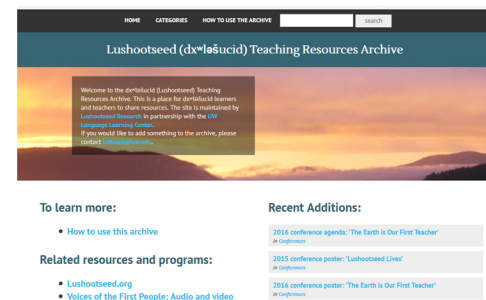 HOME CATEGORIES HOW TO USE THE ARCHIVE search
Lushootseed (dxʷləšucid) Teaching Resources Archive
Welcome to the dxʷləšucid (Lushootseed) Teaching
Resources Archive. This is a place for dxʷləšucid learners
and teachers to share resources. The site is maintained by
Lushootseed Research in partnership with the UW
Language Learning Center.
If you would like to add something to the archive, please
contact
To learn more:
How to use this archive
Related resources and programs:
Lushootseed.org
Voices of the First People: Audio and video
Recent Additions:
2016 conference agenda: 'The Earth is Our First Teacher'
in Conferences
2015 conference poster: 'Lushootseed Lives'
in Conferences
2016 conference poster: 'The Earth is Our First Teacher'
in Conferences